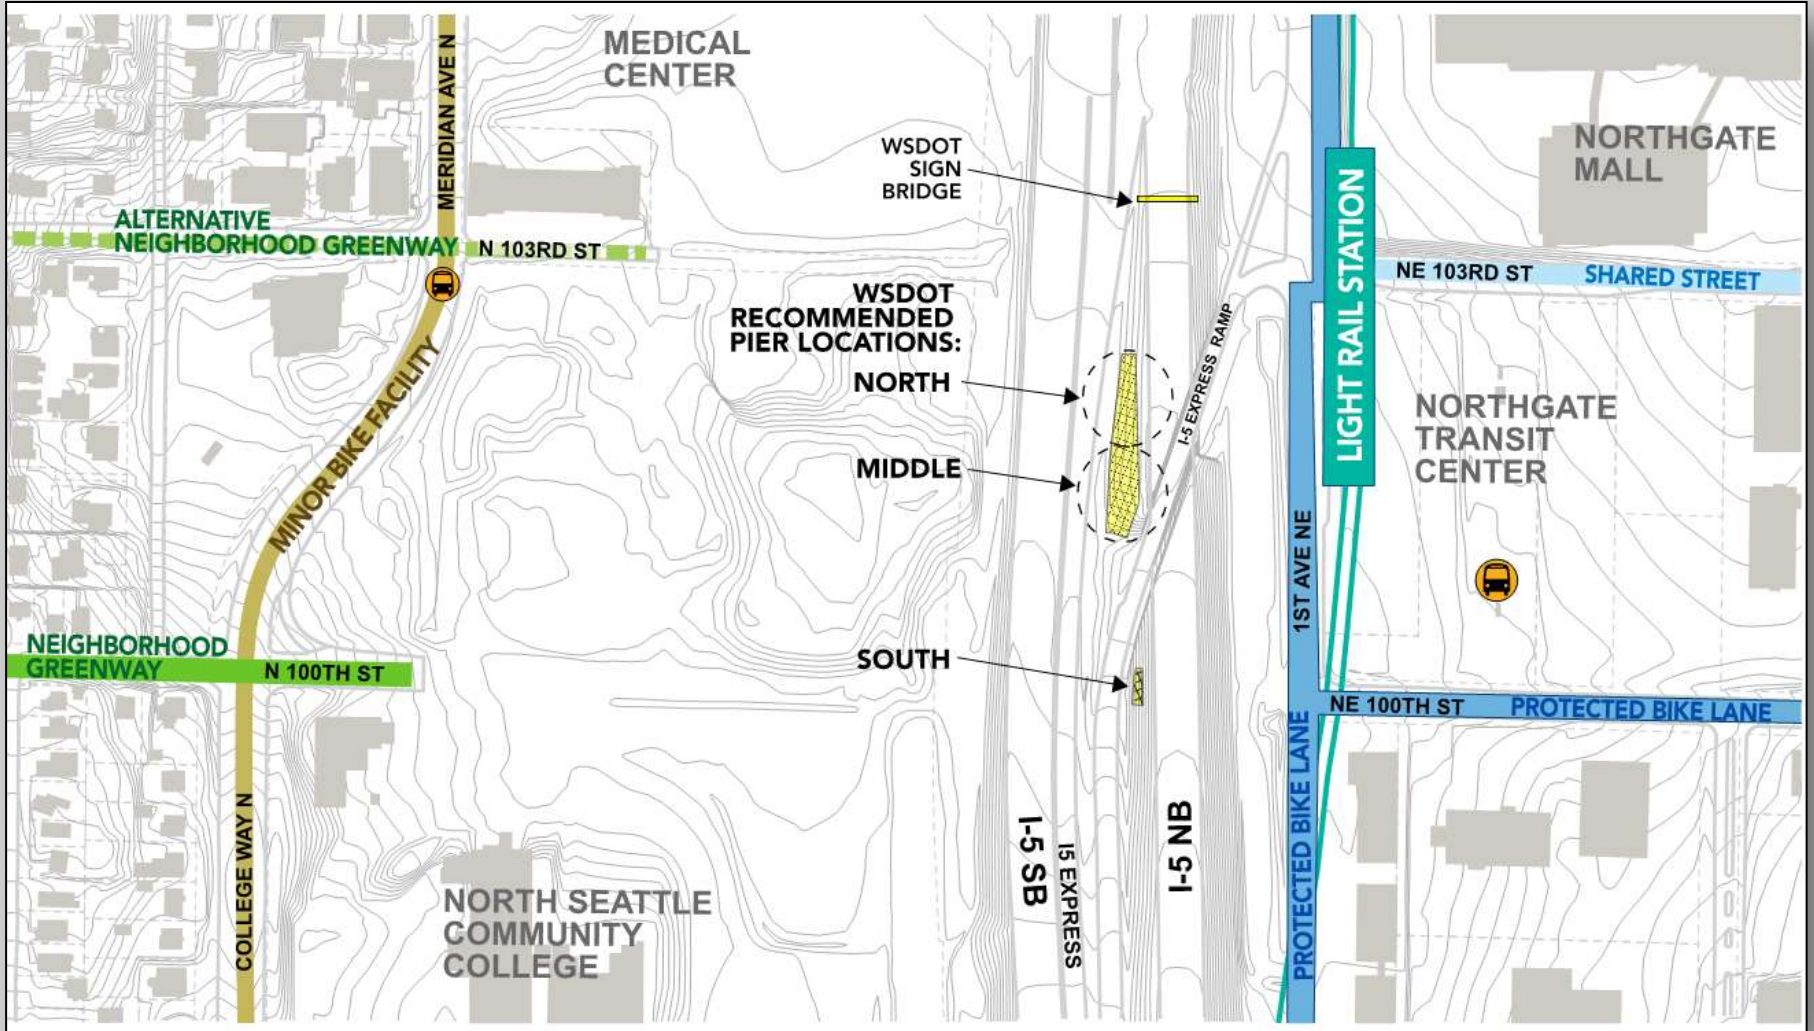 MEDICAL
CENTER
MERIDIAN AVE N
WSDOT
SIGN
BRIDGE
NORTHGATE
MALL
ALTERNATIVE
NEIGHBORHOOD GREENWAY
N 103RD ST
LIGHT RAIL STATION
NE 103RD ST
SHARED STREET
WSDOT
RECOMMENDED
PIER LOCATIONS:
NORTH
I-5 EXPRESS RAMP
MINOR BIKE FACILITY
NORTHGATE
TRANSIT
CENTER
MIDDLE
1ST AVE NE
NEIGHBORHOOD
GREENWAY
N 100TH ST
SOUTH
NE 100TH ST
PROTECTED BIKE LANE
COLLEGE WAY N
I-5 SB
I5 EXPRESS
I-5 NB
PROTECTED BIKE LANE
NORTH SEATTLE
COMMUNITY
COLLEGE